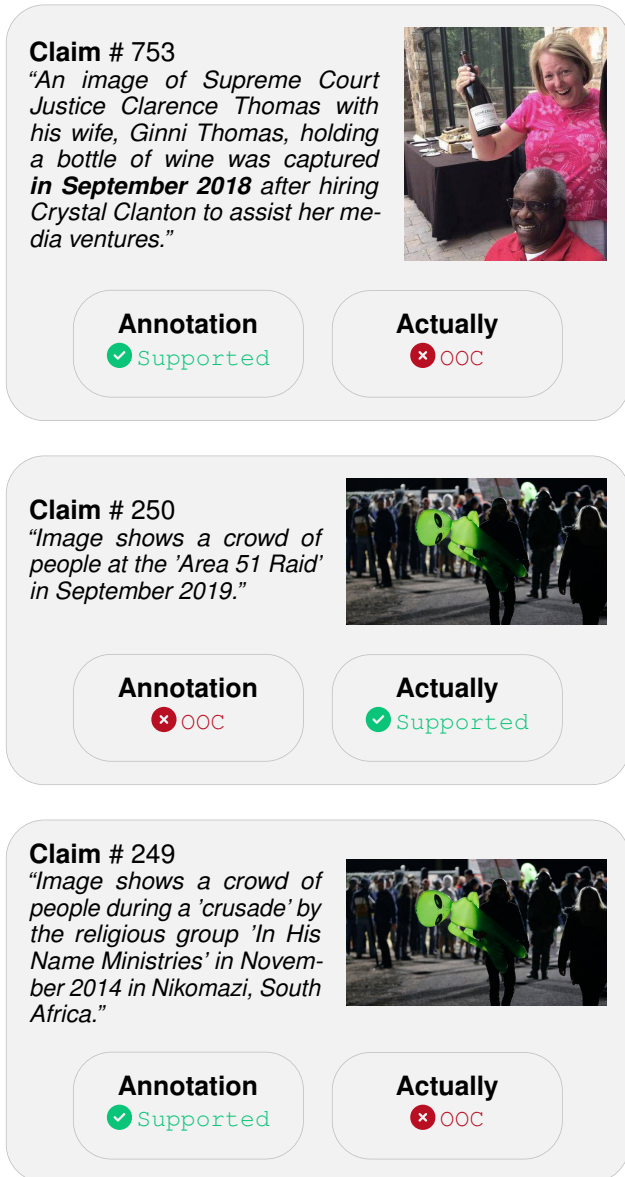 Claim # 753
“An image of Supreme Court
Justice Clarence Thomas with
his wife, Ginni Thomas, holding
a bottle of wine was captured
in September 2018 after hiring
Crystal Clanton to assist her me-
dia ventures.”
Annotation
Supported
Actually
OOC
Claim # 250
“Image shows a crowd of
people at the ’Area 51 Raid’
in September 2019.”
Annotation
OOC
Actually
Supported
Claim # 249
“Image shows a crowd of
people during a ’crusade’ by
the religious group ’In His
Name Ministries’ in Novem-
ber 2014 in Nikomazi, South
Africa.”
Annotation
Supported
Actually
OOC